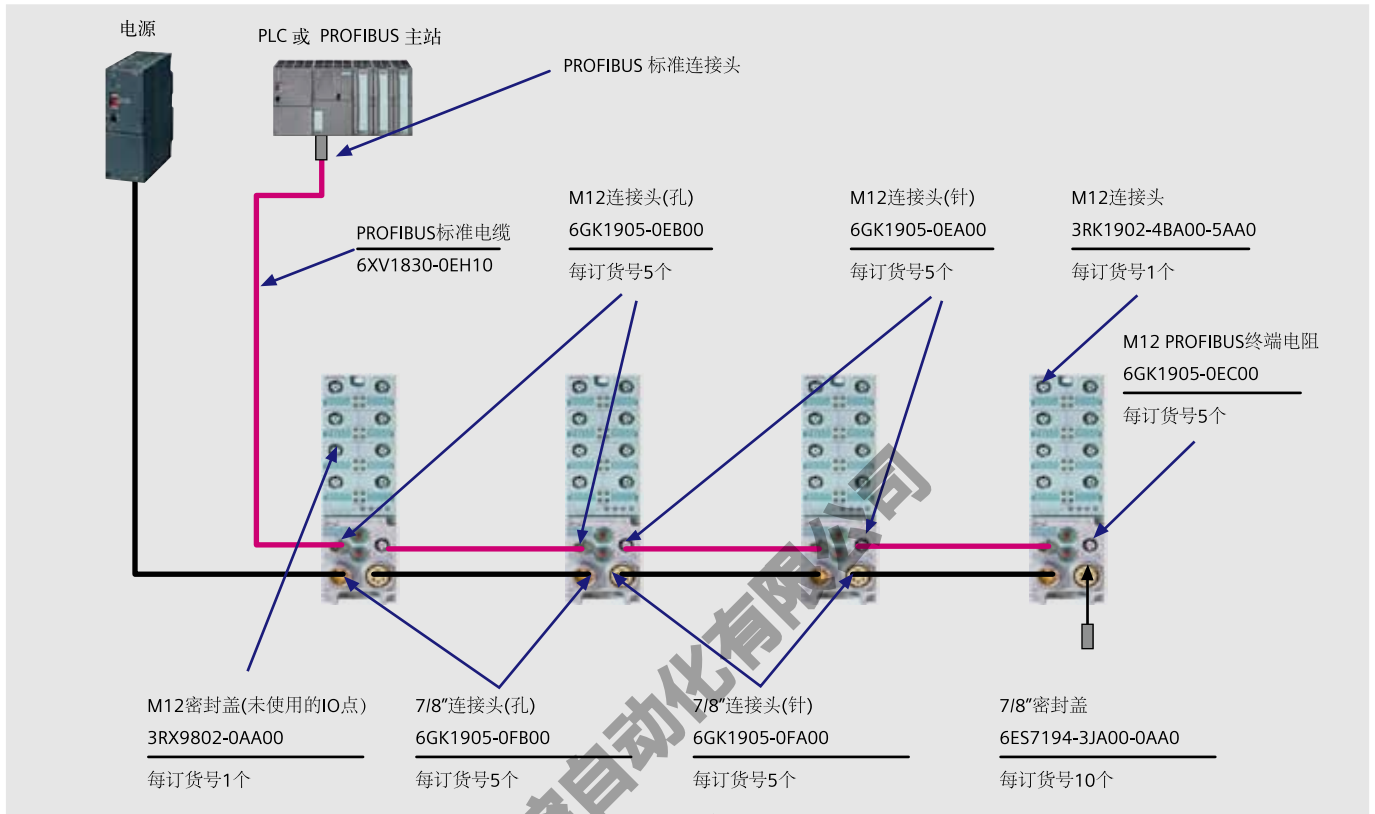 电源
PLC 或 PROFIBUS 主站
PROFIBUS 标准连接头
PROFIBUS标准电缆
6XV1830-0EH10
M12连接头(孔)
6GK1905-0EB00
每订货号5个
M12连接头(针)
6GK1905-0EA00
每订货号5个
M12连接头
3RK1902-4BA00-5AA0
每订货号1个
M12 PROFIBUS终端电阻
6GK1905-0EC00
每订货号5个
M12密封盖(未使用的IO点)
3RX9802-0AA00
每订货号1个
7/8"连接头(孔)
6GK1905-0FB00
每订货号5个
7/8"连接头(针)
6GK1905-0FA00
每订货号5个
7/8"密封盖
6ES7194-3JA00-0AA0
每订货号10个
自动化有限公司